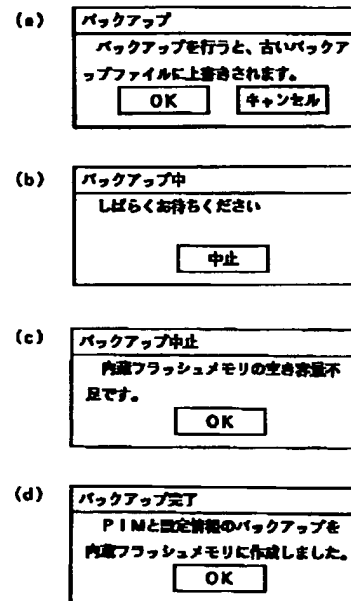 (a)
バックアップ
バックアップを行うと、古いバックア
ップファイルに上書きされます。
OK キャンセル
(b)
バックアップ中
しばらくお待ちください
中止
(c)
バックアップ中止
内蔵フラッシュメモリの空き容量不
足です。
OK
(d)
バックアップ完了
PIMと設定情報のバックアップを
内蔵フラッシュメモリに作成しました。
OK